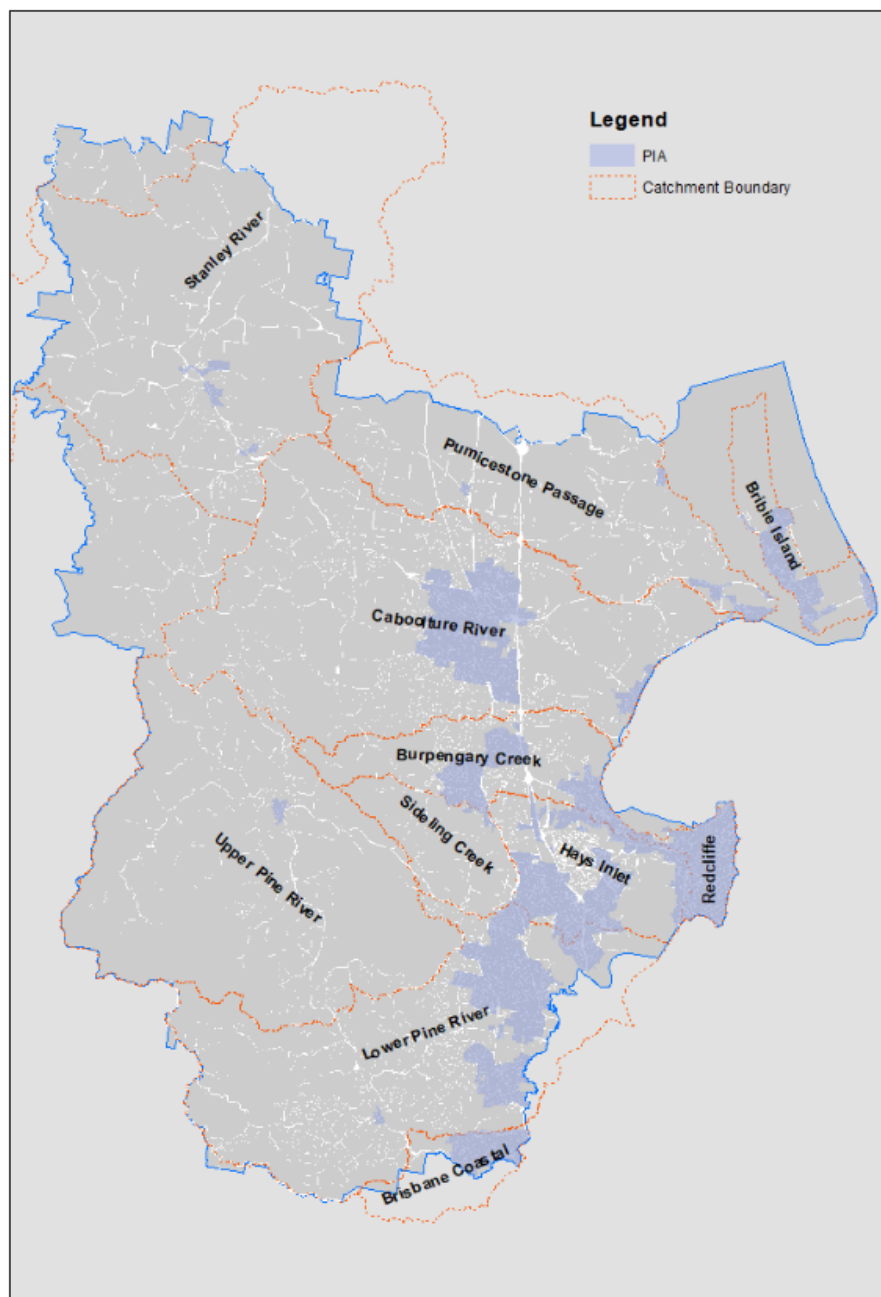 Legend
PIA
Catchment Boundary
Stanley River
Pumicestone Passage
Bribie Island
Caboolture River
Burpengary Creek
Sideling Creek
Hays Inlet
Redcliffe
Upper Pine River
Lower Pine River
Brisbane Coastal